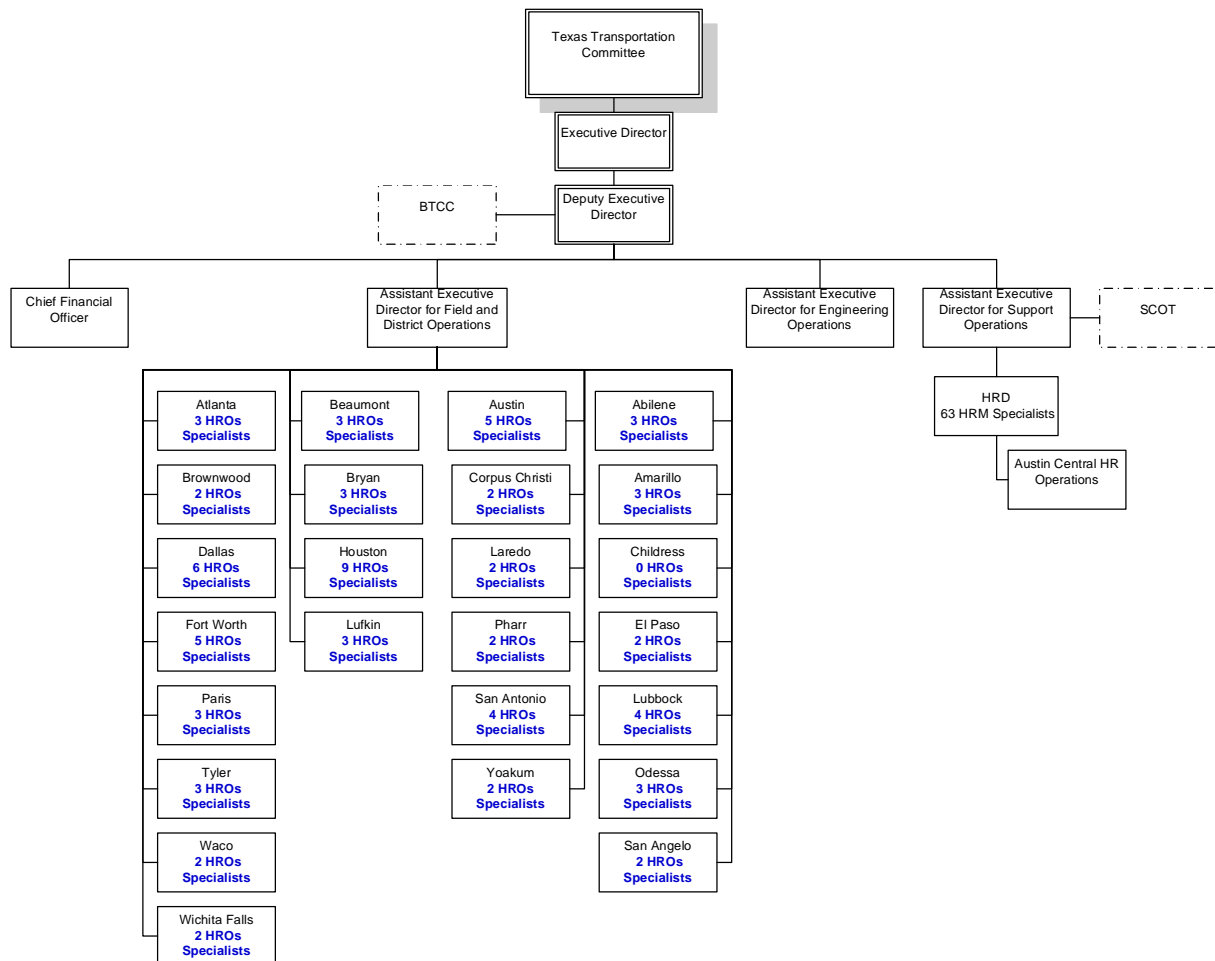 Texas Transportation
Committee
Executive Director
BTCC
Deputy Executive
Director
Chief Financial
Officer
Assistant Executive
Director for Field and
District Operations
Assistant Executive
Director for Engineering
Operations
Assistant Executive
Director for Support
Operations
SCOT
HRD
63 HRM Specialists
Austin Central HR
Operations
Atlanta
3 HROs
Specialists
Brownwood
2 HROs
Specialists
Dallas
6 HROs
Specialists
Fort Worth
5 HROs
Specialists
Paris
3 HROs
Specialists
Tyler
3 HROs
Specialists
Waco
2 HROs
Specialists
Wichita Falls
2 HROs
Specialists
Beaumont
3 HROs
Specialists
Bryan
3 HROs
Specialists
Houston
9 HROs
Specialists
Lufkin
3 HROs
Specialists
Austin
5 HROs
Specialists
Corpus Christi
2 HROs
Specialists
Laredo
2 HROs
Specialists
Pharr
2 HROs
Specialists
San Antonio
4 HROs
Specialists
Yoakum
2 HROs
Specialists
Abilene
3 HROs
Specialists
Amarillo
3 HROs
Specialists
Childress
0 HROs
Specialists
El Paso
2 HROs
Specialists
Lubbock
4 HROs
Specialists
Odessa
3 HROs
Specialists
San Angelo
2 HROs
Specialists